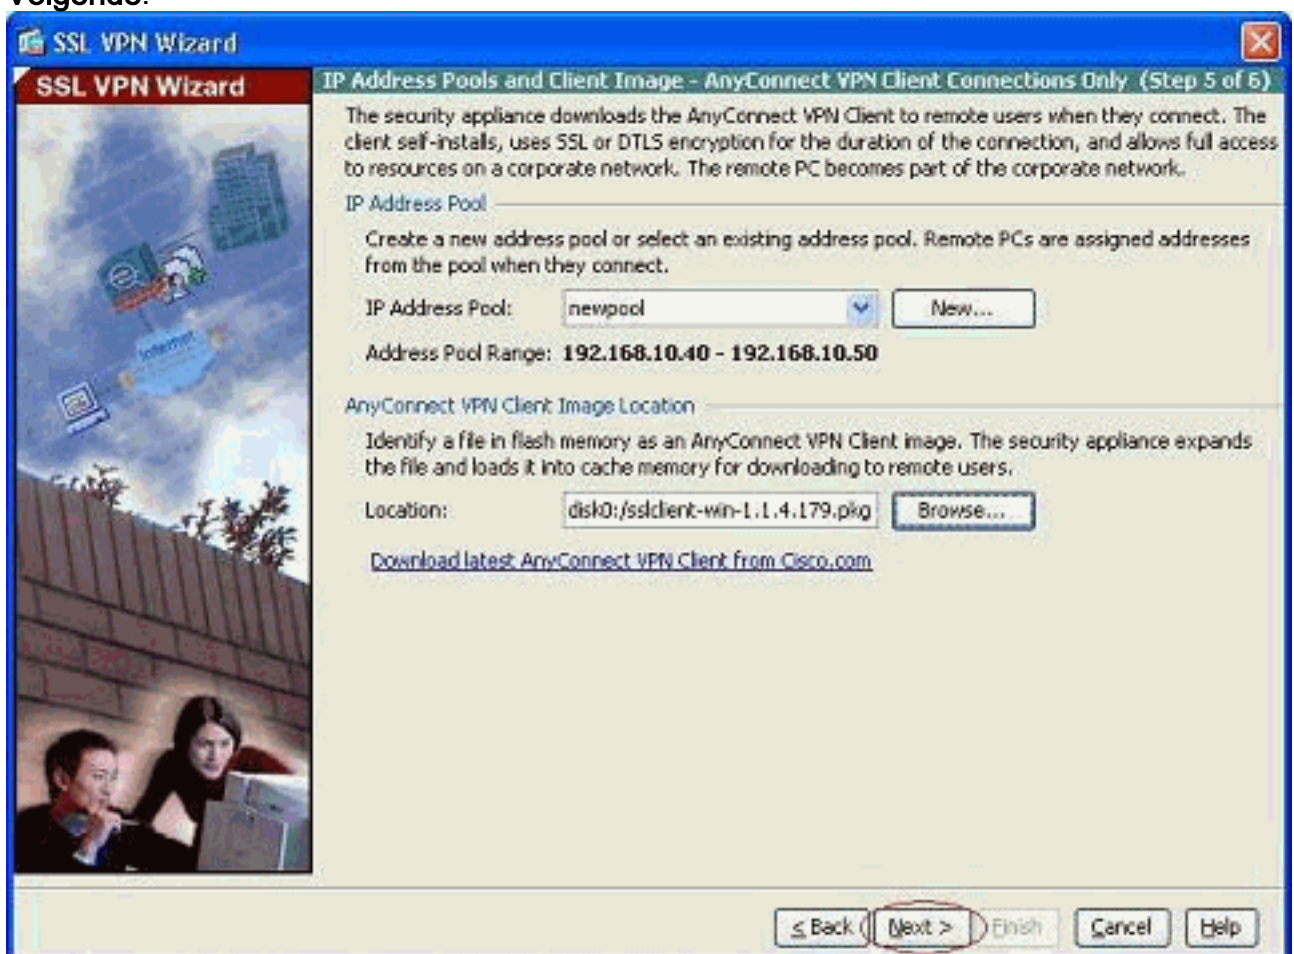 Volgende.
SSL VPN Wizard
SSL VPN Wizard
IP Address Pools and Client Image - AnyConnect VPN Client Connections Only (Step 5 of 6)
The security appliance downloads the AnyConnect VPN Client to remote users when they connect. The
client self-installs, uses SSL or DTLS encryption for the duration of the connection, and allows full access
to resources on a corporate network. The remote PC becomes part of the corporate network.
IP Address Pool
Create a new address pool or select an existing address pool. Remote PCs are assigned addresses
from the pool when they connect.
IP Address Pool: newpool New...
Address Pool Range: 192.168.10.40 - 192.168.10.50
AnyConnect VPN Client Image Location
Identify a file in flash memory as an AnyConnect VPN Client image. The security appliance expands
the file and loads it into cache memory for downloading to remote users.
Location: disk0:/sslclient-win-1.1.4.179.pkg Browse...
Download latest AnyConnect VPN Client from Cisco.com
Internet
< Back Next > Finish Cancel Help